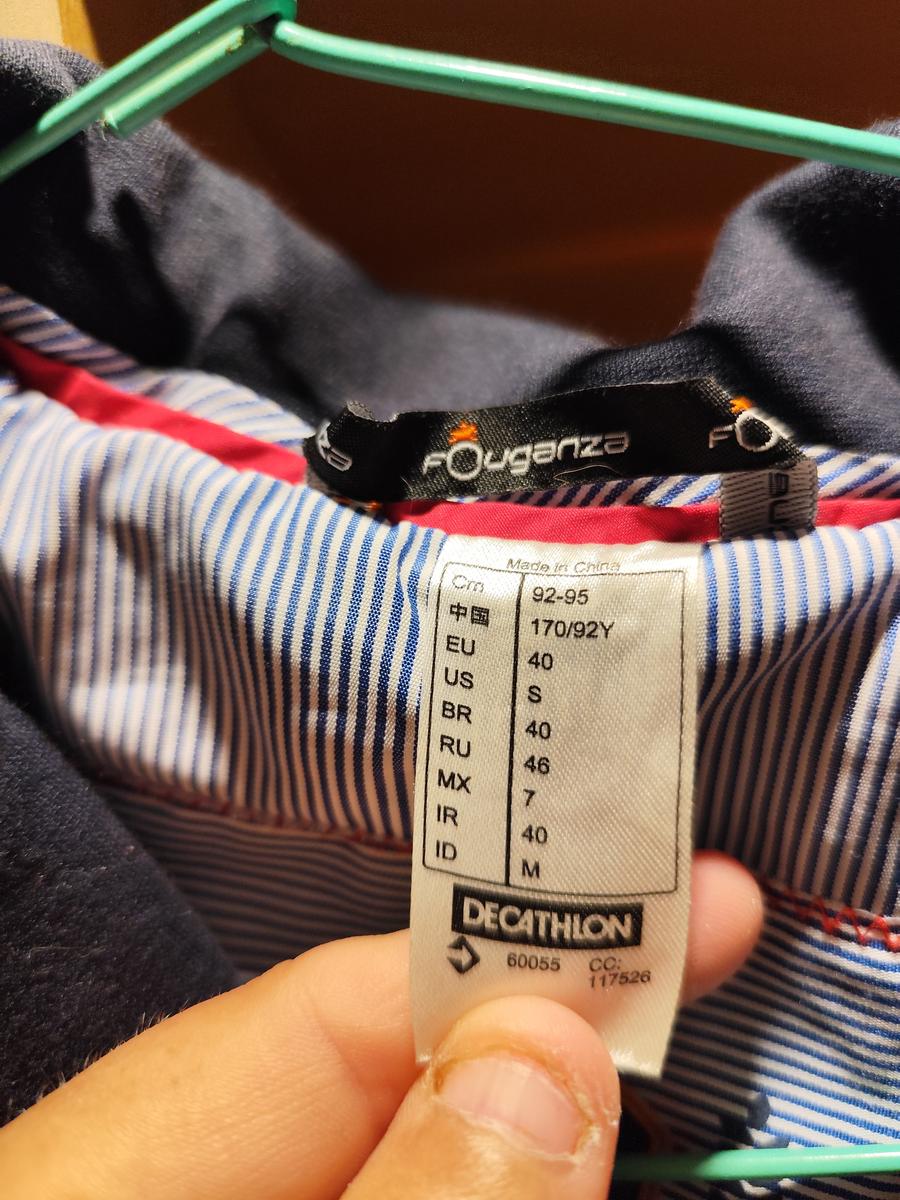 FOuganza
FO
Made in China
Cm 92-95
中国 170/92Y
EU 40
US S
BR 40
RU 46
MX 7
IR 40
ID M
DECATHLON
60055 CC:
117526